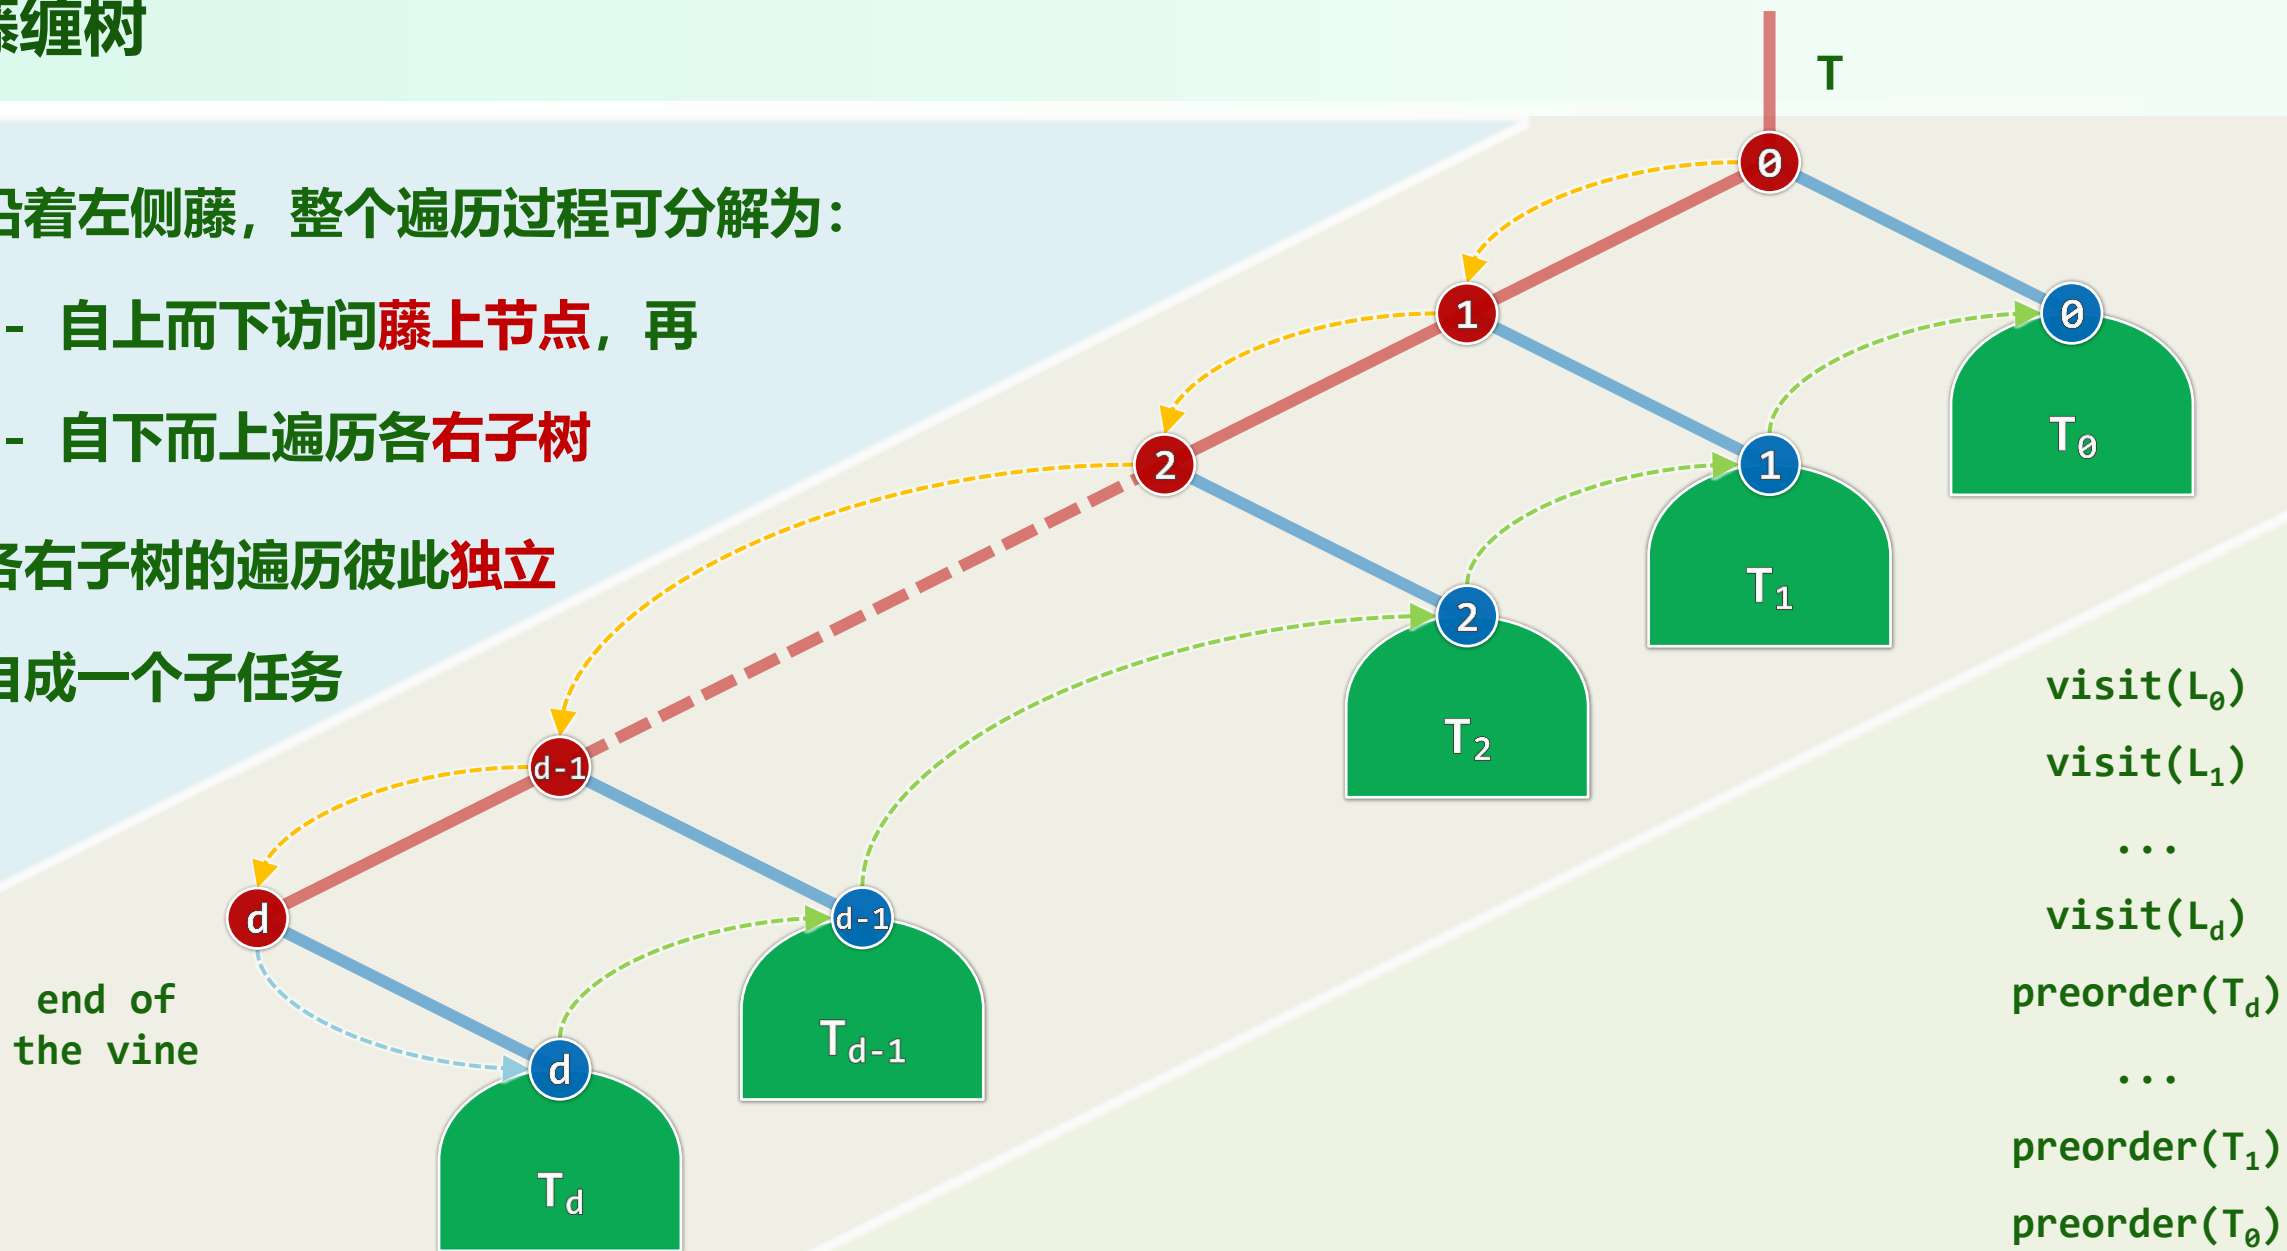 缠树
T
着左侧藤，整个遍历过程可分解为：
- 自上而下访问藤上节点，再
- 自下而上遍历各右子树
各右子树的遍历彼此独立
自成一个子任务
0
1
0
2
1
2
d-1
d
d-1
d
T0
T1
T2
Td-1
Td
end of
the vine
visit(L0)
visit(L1)
...
visit(Ld)
preorder(Td)
...
preorder(T1)
preorder(T0)